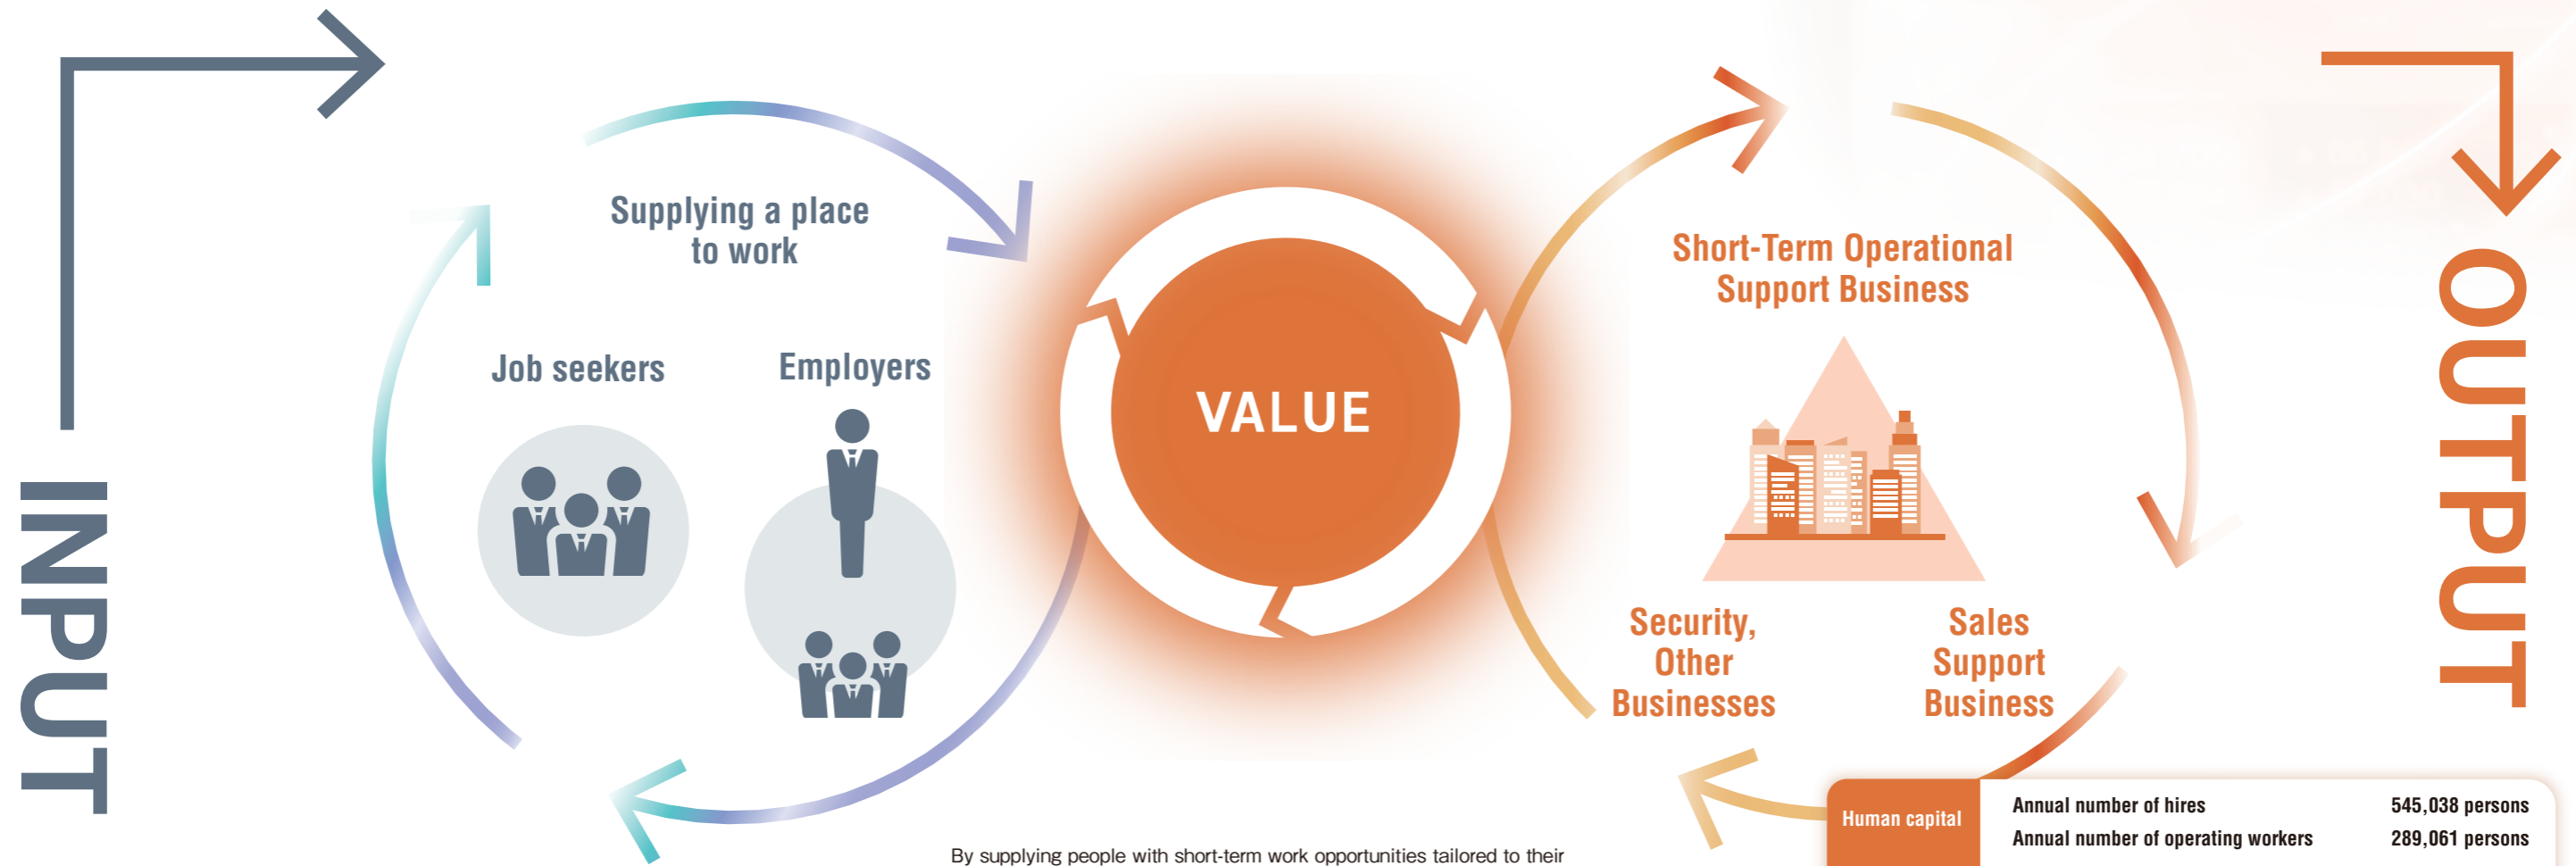 INPUT
Supplying a place
to work
Job seekers
Employers
VALUE
Short-Term Operational
Support Business
Security,
Other
Businesses
Sales
Support
Business
OUTPUT
Human capital
Annual number of hires 545,038 persons
Annual number of operating workers 289,061 persons
By supplying people with short-term work opportunities tailored to their